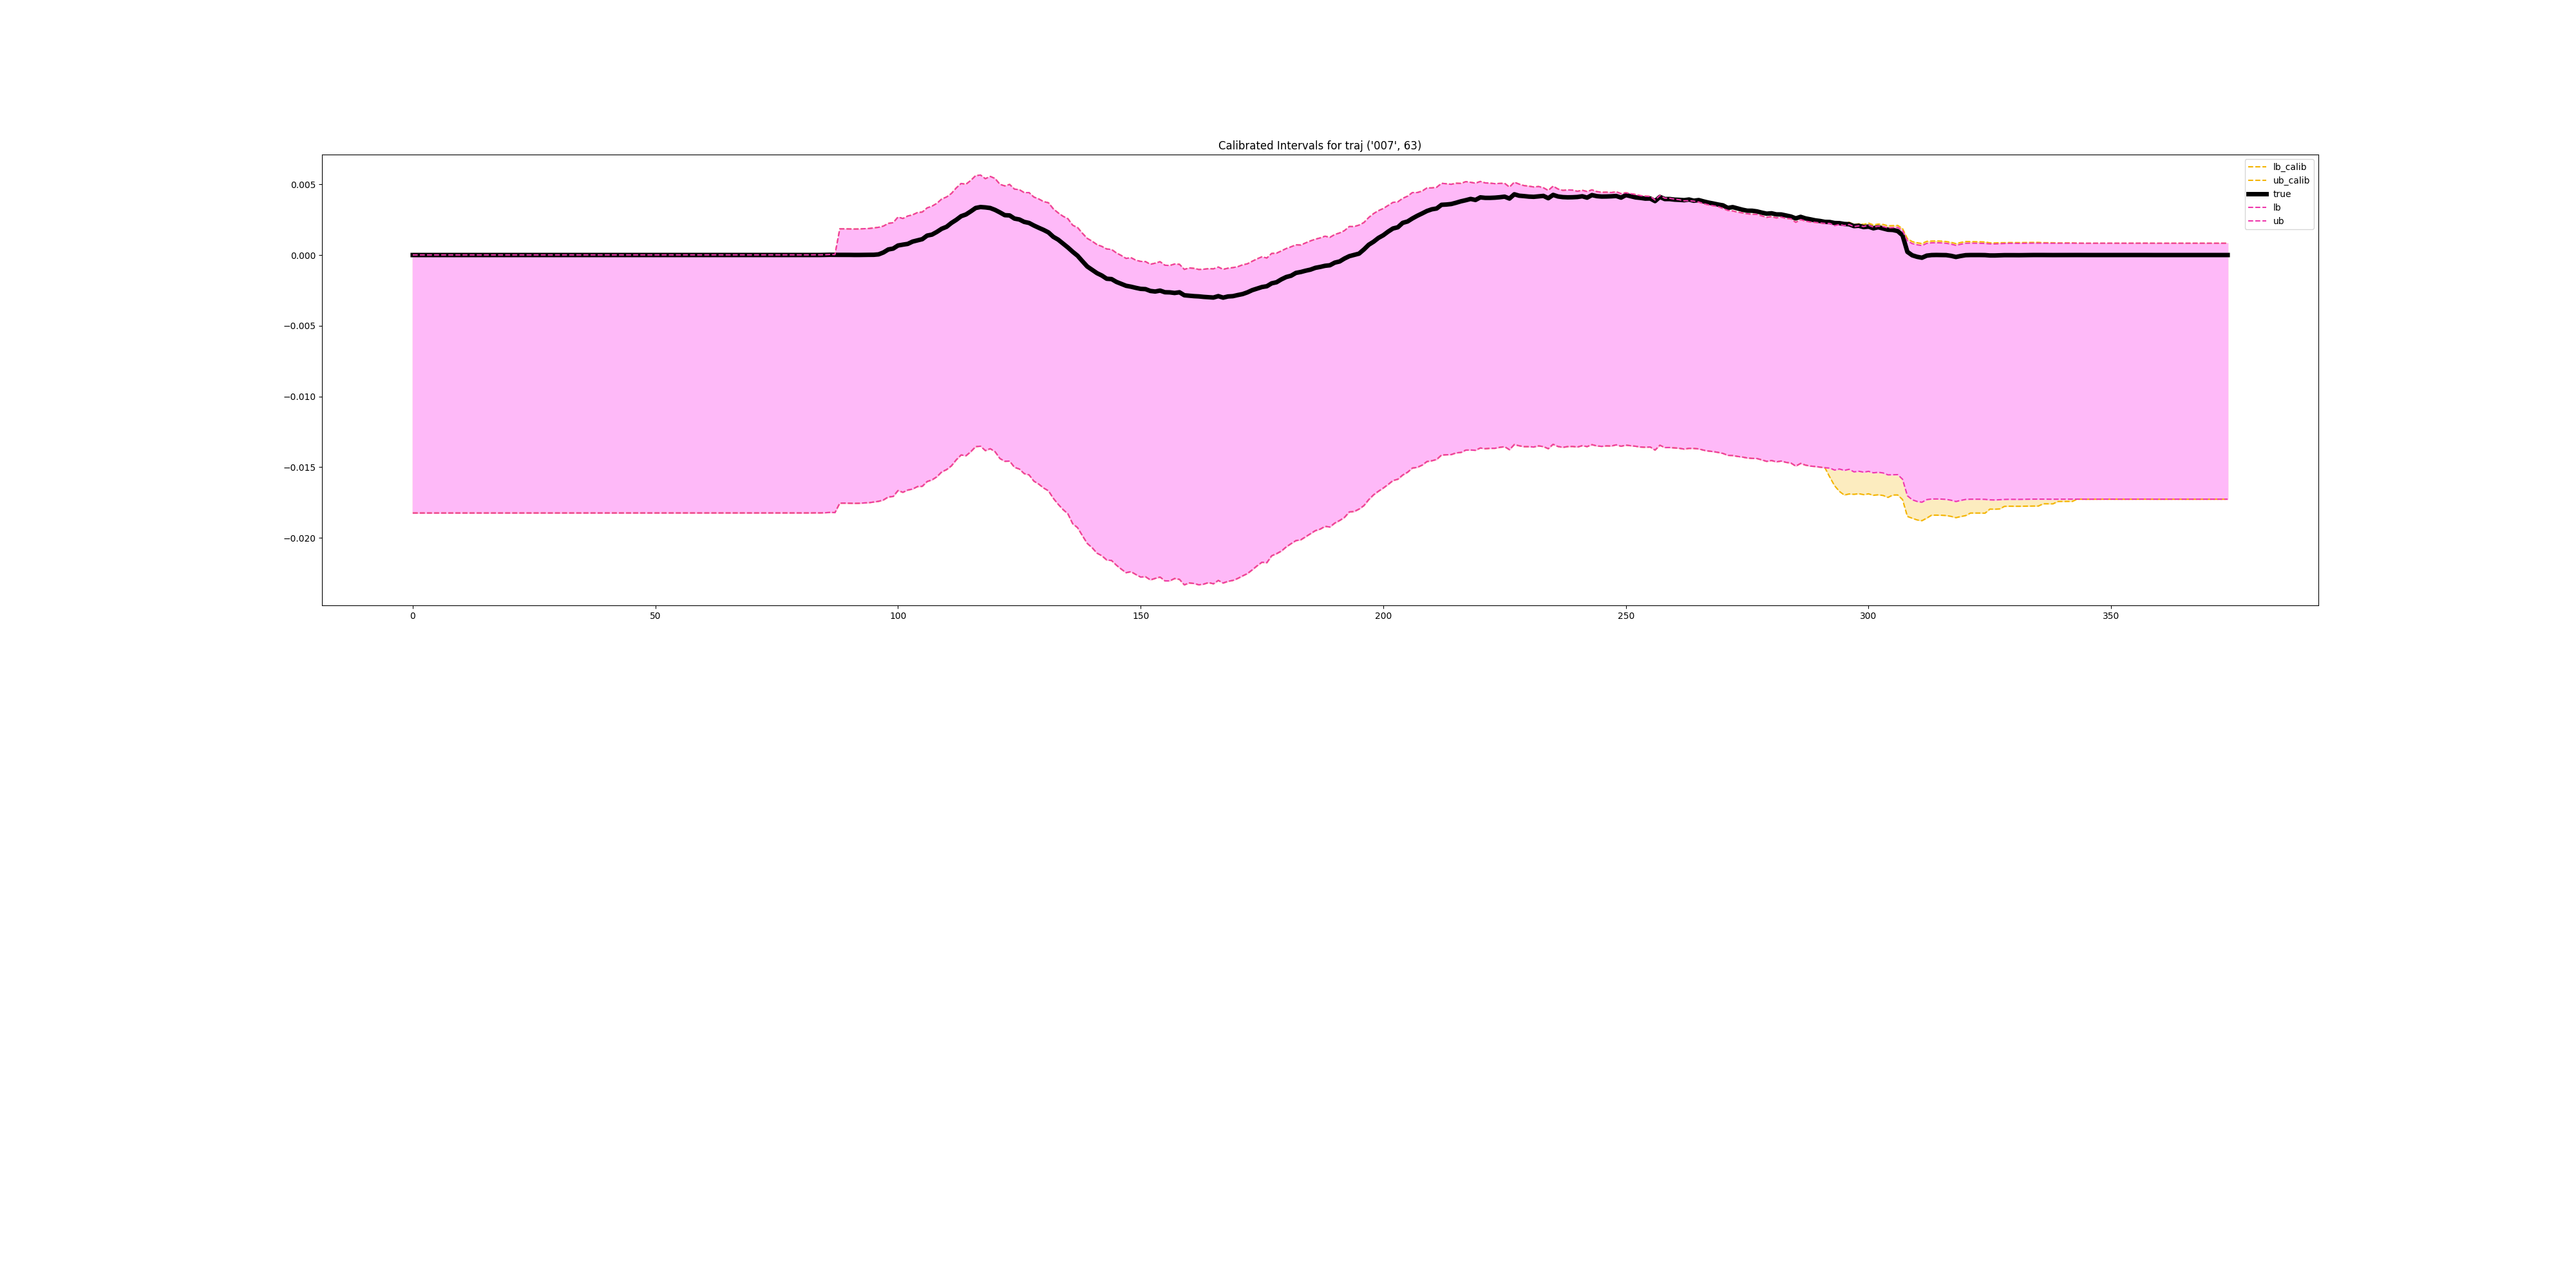 Calibrated Intervals for traj ('007', 63)
lb_calib
ub_calib
true
lb
ub
0.005
0.000
−0.005
−0.010
−0.015
−0.020
0 50 100 150 200 250 300 350